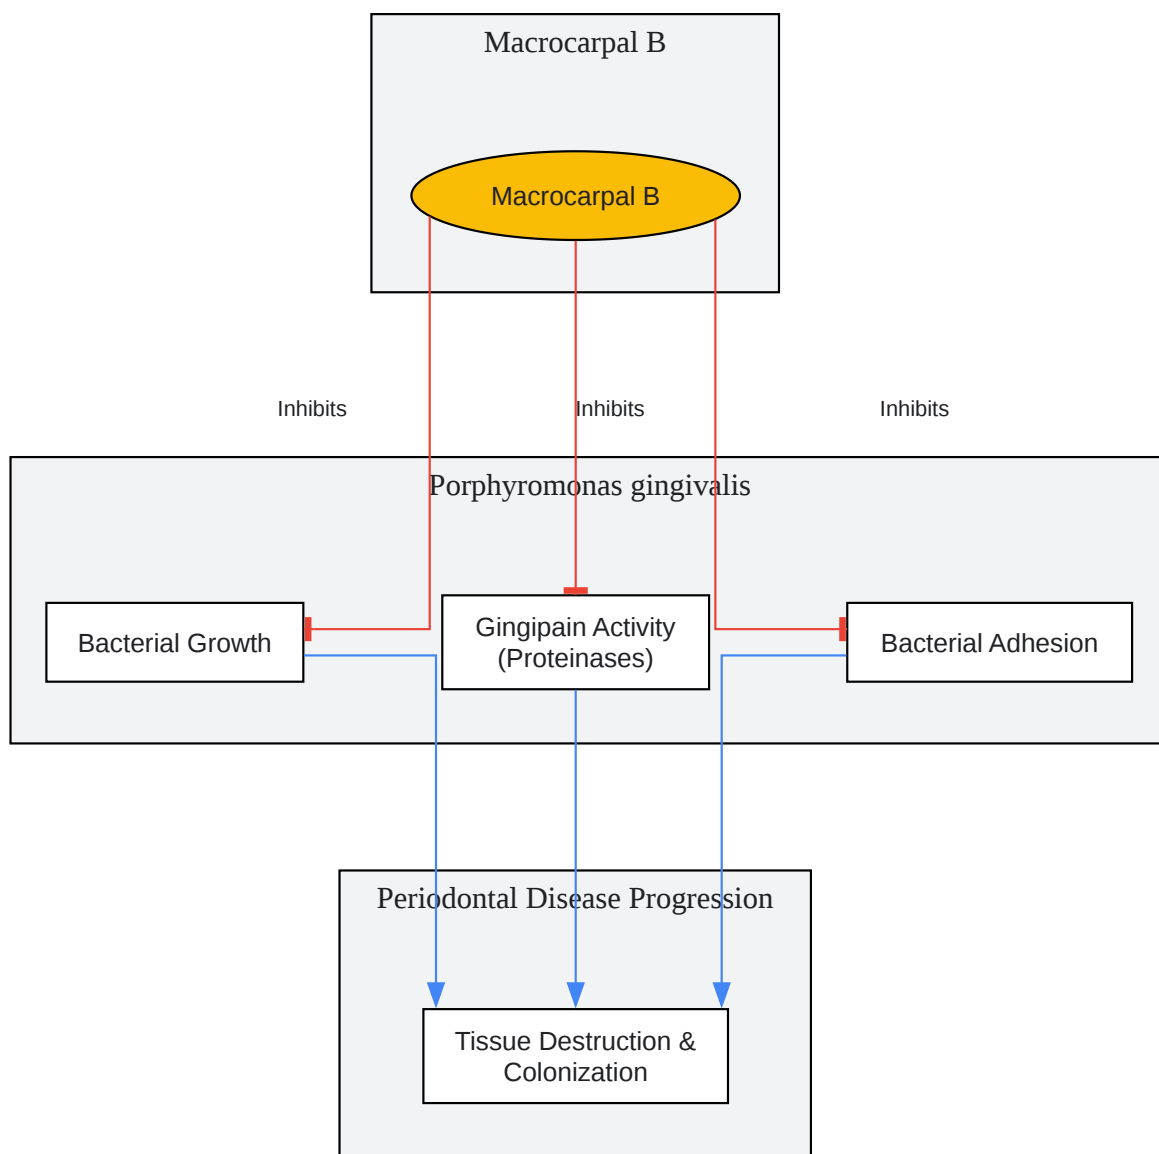 Macrocarpal B
Macrocarpal B
Inhibits
Inhibits
Inhibits
Porphyromonas gingivalis
Bacterial Growth
Gingipain Activity
(Proteinases)
Bacterial Adhesion
Periodontal Disease Progression
Tissue Destruction &
Colonization